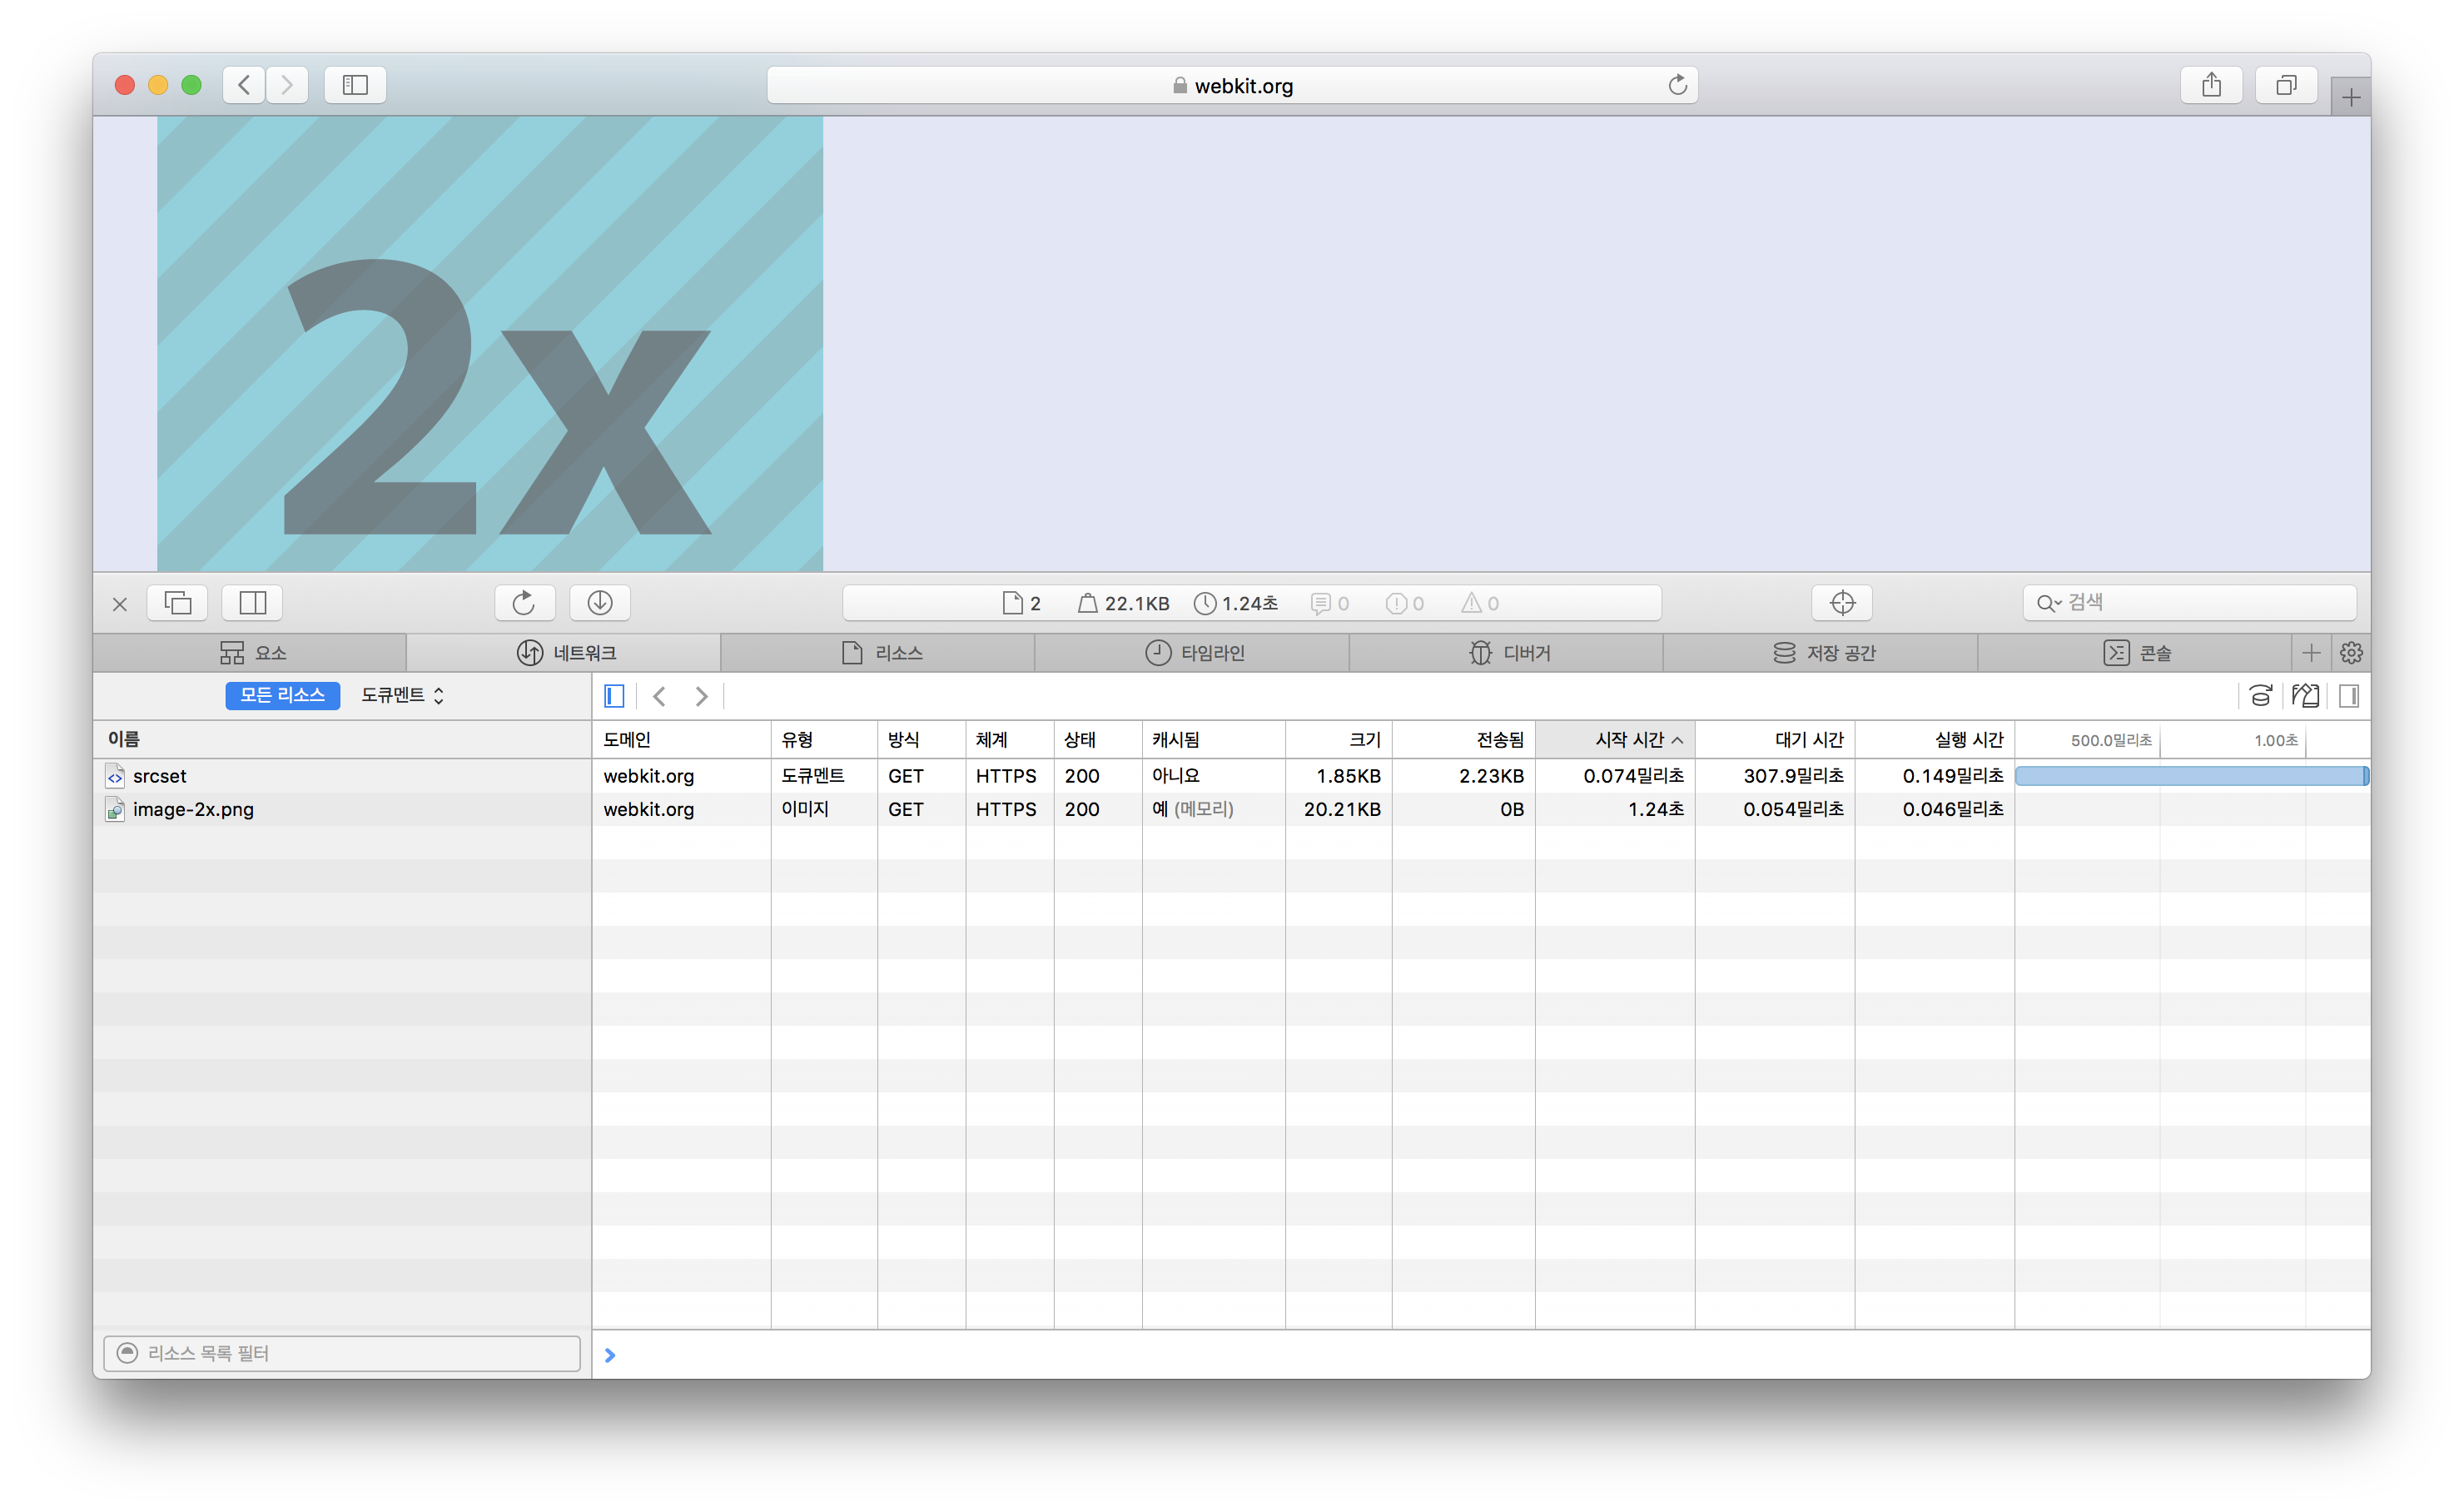 webkit.org
2x
2 22.1KB 1.24초 0 0 0 검색
요소 네트워크 리소스 타임라인 디버거 저장 공간 콘솔
모든 리소스 도큐멘트
이름 도메인 유형 방식 체계 상태 캐시됨 크기 전송됨 시작 시간 대기 시간 실행 시간 500.0밀리초 1.00초
srcset webkit.org 도큐멘트 GET HTTPS 200 아니요 1.85KB 2.23KB 0.074밀리초 307.9밀리초 0.149밀리초
image-2x.png webkit.org 이미지 GET HTTPS 200 예 (메모리) 20.21KB 0B 1.24초 0.054밀리초 0.046밀리초
리소스 목록 필터